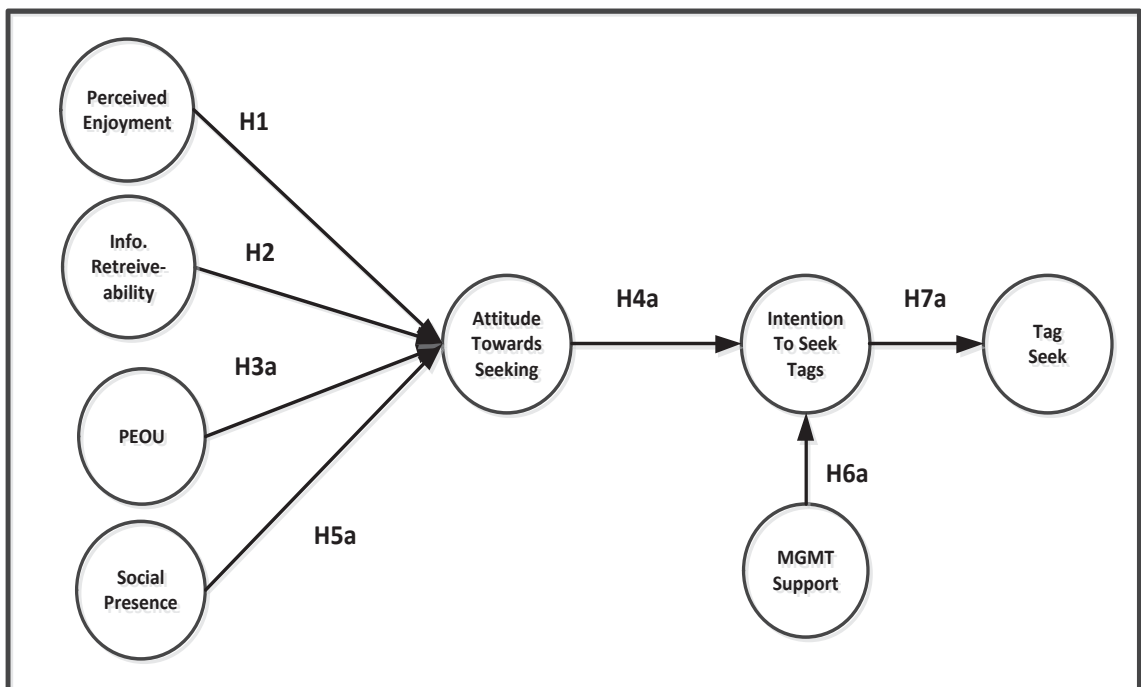 Perceived
Enjoyment
H1
Info.
Retreive-
ability
H2
H3a
PEOU
Social
Presence
H5a
Attitude
Towards
Seeking
H4a
Intention
To Seek
Tags
H7a
Tag
Seek
H6a
MGMT
Support